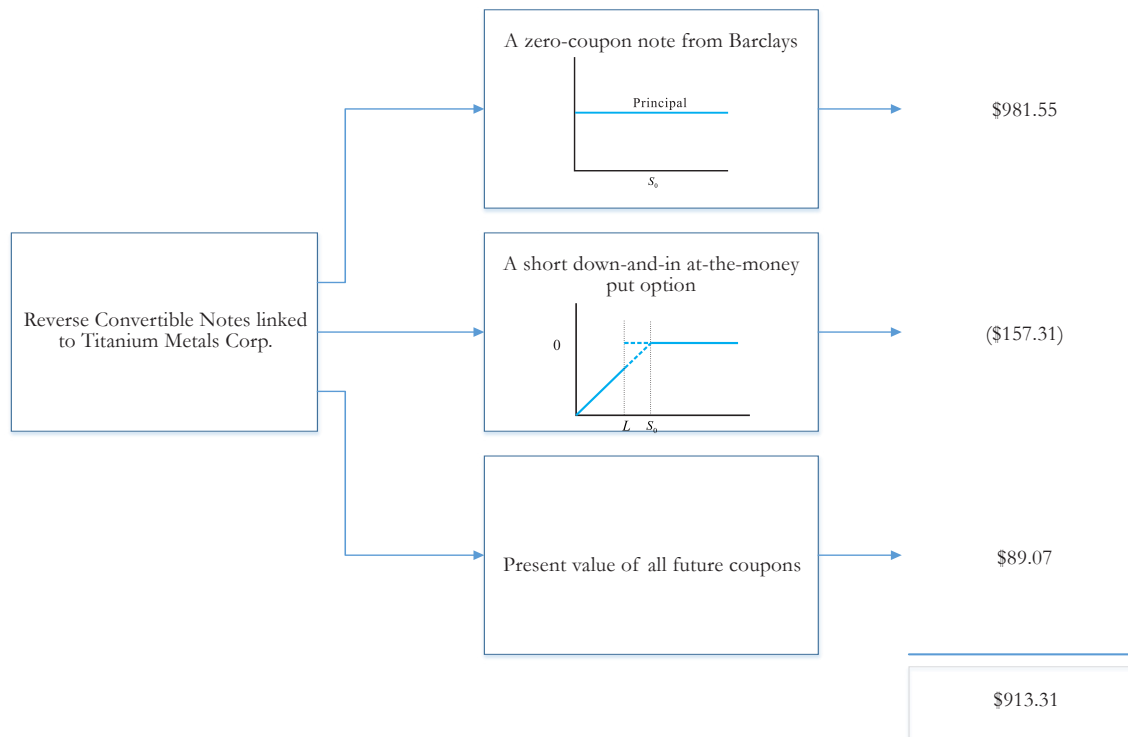 A zero-coupon note from Barclays
Principal
S₀
$981.55
Reverse Convertible Notes linked
to Titanium Metals Corp.
A short down-and-in at-the-money
put option
0
L S₀
($157.31)
Present value of all future coupons
$89.07
$913.31